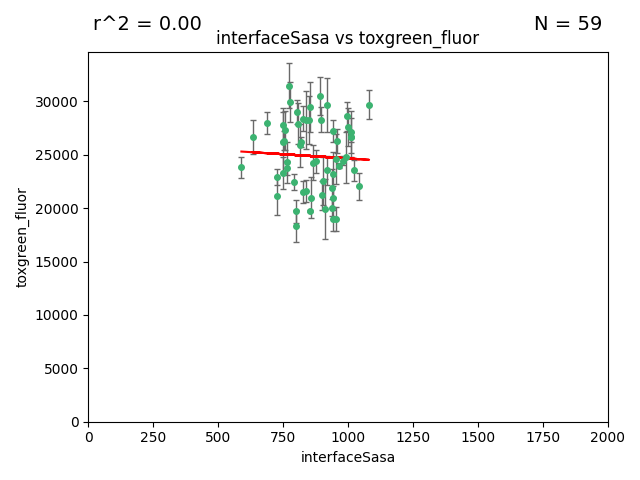 r^2 = 0.00
N = 59
interfaceSasa vs toxgreen_fluor
toxgreen_fluor
30000
25000
20000
15000
10000
5000
0
0 250 500 750 1000 1250 1500 1750 2000
interfaceSasa